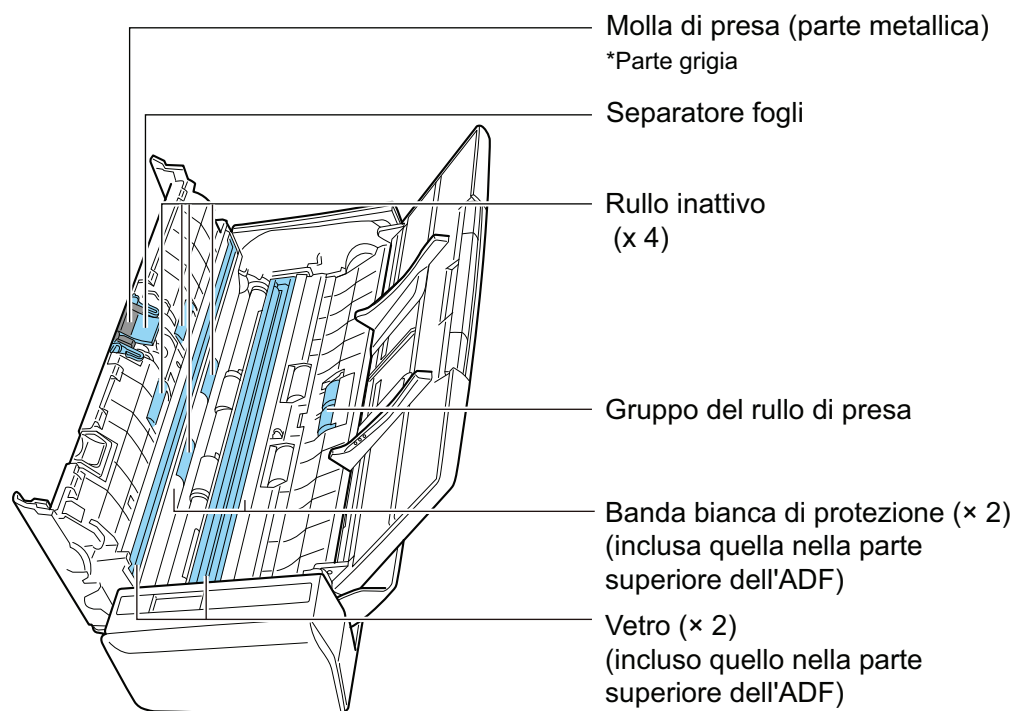 Molla di presa (parte metallica)
*Parte grigia
Separatore fogli
Rullo inattivo
(x 4)
Gruppo del rullo di presa
Banda bianca di protezione (× 2)
(inclusa quella nella parte
superiore dell'ADF)
Vetro (× 2)
(incluso quello nella parte
superiore dell'ADF)